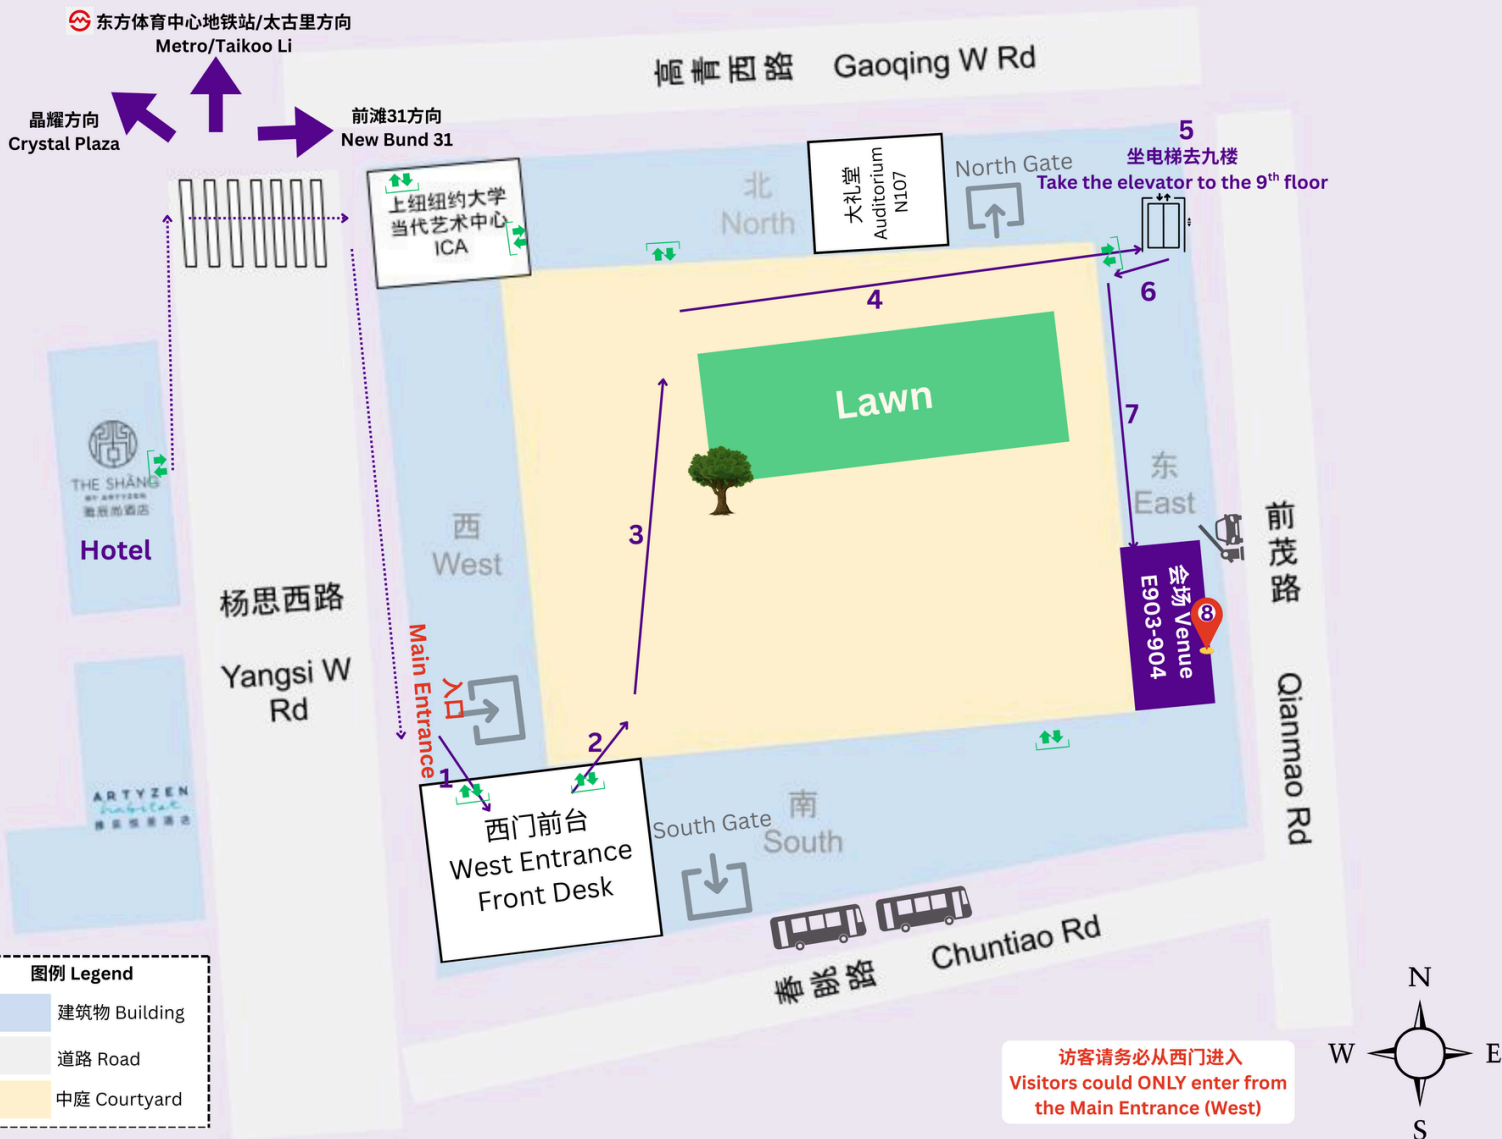 东方体育中心地铁站/太古里方向
Metro/Taikoo Li
晶耀方向
Crystal Plaza
前滩31方向
New Bund 31
高青西路 Gaoqing W Rd
上纽纽约大学
当代艺术中心
ICA
北
North
大礼堂
Auditorium
N107
North Gate
5
坐电梯去九楼
Take the elevator to the 9th floor
4
6
Lawn
7
3
东
East
THE SHĀNG
雅辰尚酒店
Hotel
西
West
杨思西路
Yangsi W
Rd
前茂路
Qianmao Rd
会场 Venue
E903-904
8
Main Entrance
入口
1
2
西门前台
West Entrance
Front Desk
South Gate
南
South
ARTYZEN
habitat
春眺路 Chuntiao Rd
图例 Legend
建筑物 Building
道路 Road
中庭 Courtyard
访客请务必从西门进入
Visitors could ONLY enter from
the Main Entrance (West)
N
W
E
S